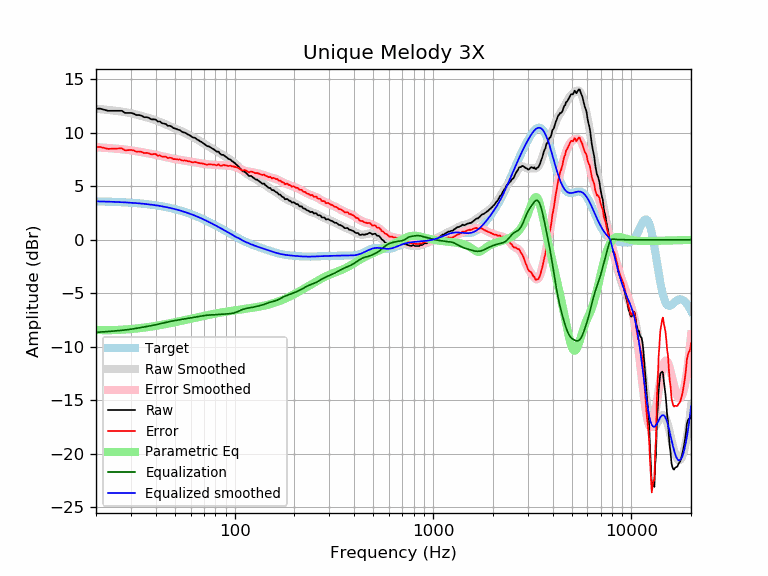 Unique Melody 3X
15
10
5
0
−5
−10
−15
−20
−25
Amplitude (dBr)
Target
Raw Smoothed
Error Smoothed
Raw
Error
Parametric Eq
Equalization
Equalized smoothed
100 1000 10000
Frequency (Hz)